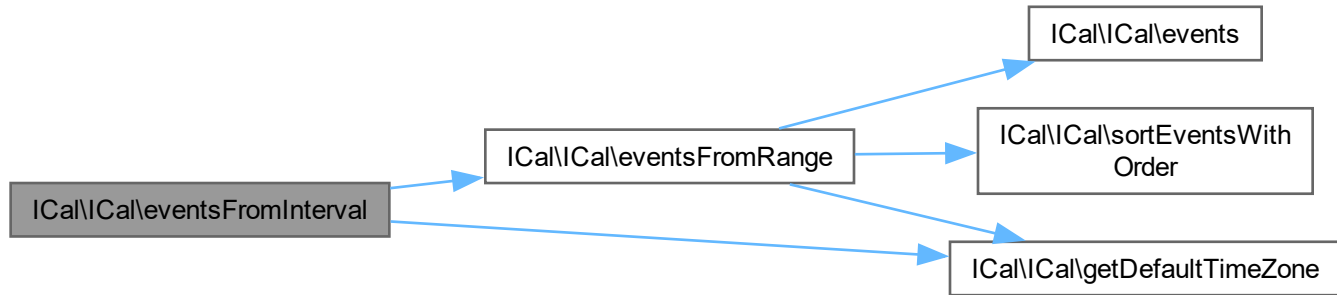 ICal\ICal\events
ICal\ICal\eventsFromRange
ICal\ICal\sortEventsWith
Order
ICal\ICal\eventsFromInterval
ICal\ICal\getDefaultTimeZone